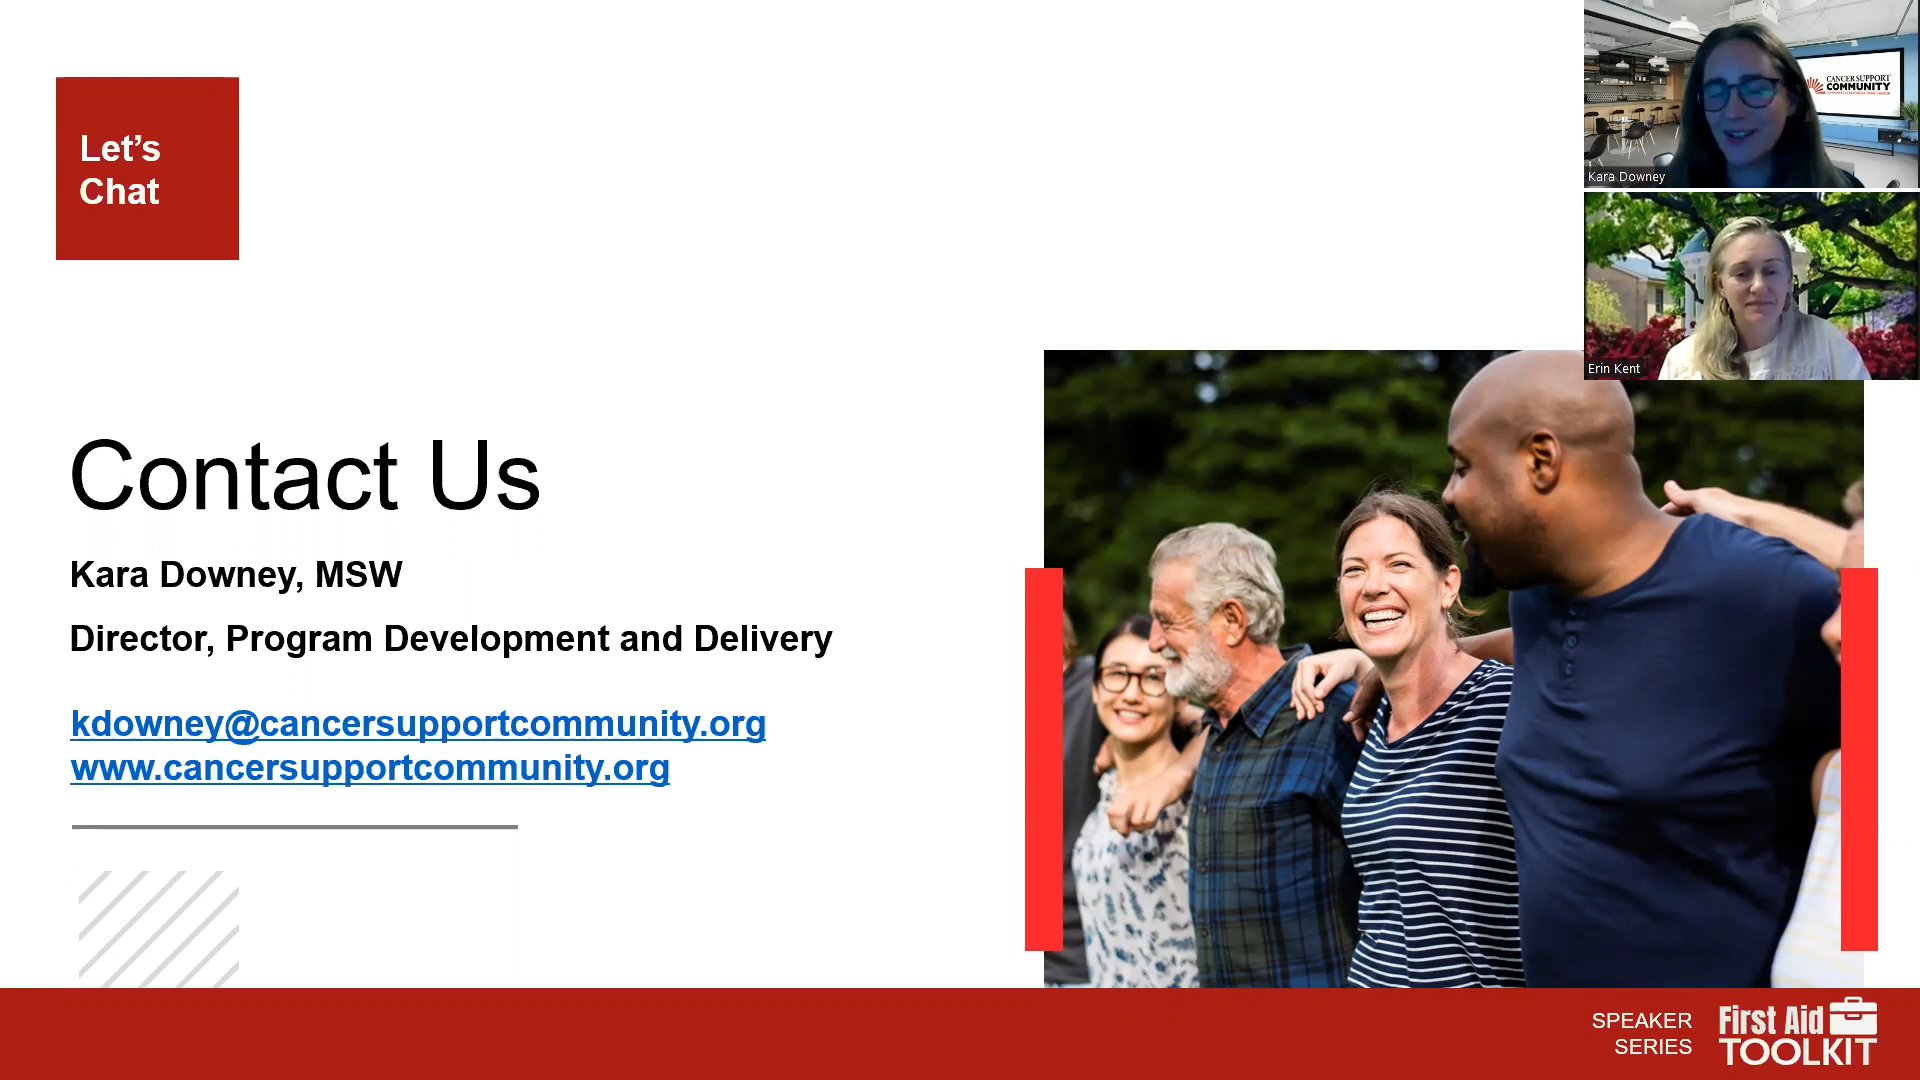 Let’s
Chat
Contact Us
Kara Downey, MSW
Director, Program Development and Delivery
kdowney@cancersupportcommunity.org
www.cancersupportcommunity.org
CANCER SUPPORT
COMMUNITY
Kara Downey
Erin Kent
SPEAKER
SERIES
First Aid
TOOLKIT